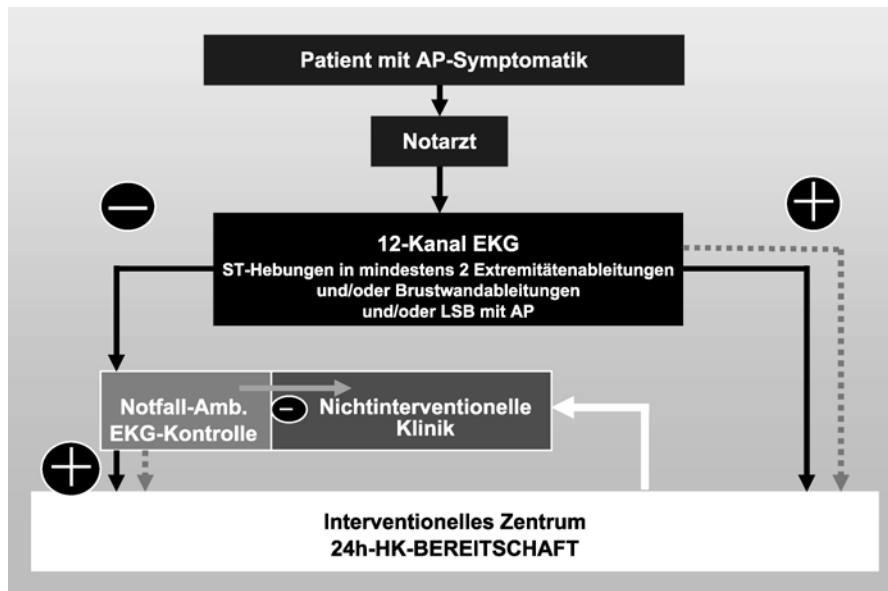 Patient mit AP-Symptomatik
Notarzt
12-Kanal EKG
ST-Hebungen in mindestens 2 Extremitätenableitungen
und/oder Brustwandableitungen
und/oder LSB mit AP
Notfall-Amb.
EKG-Kontrolle
Nichtinterventionelle
Klinik
Interventionelles Zentrum
24h-HK-BEREITSCHAFT